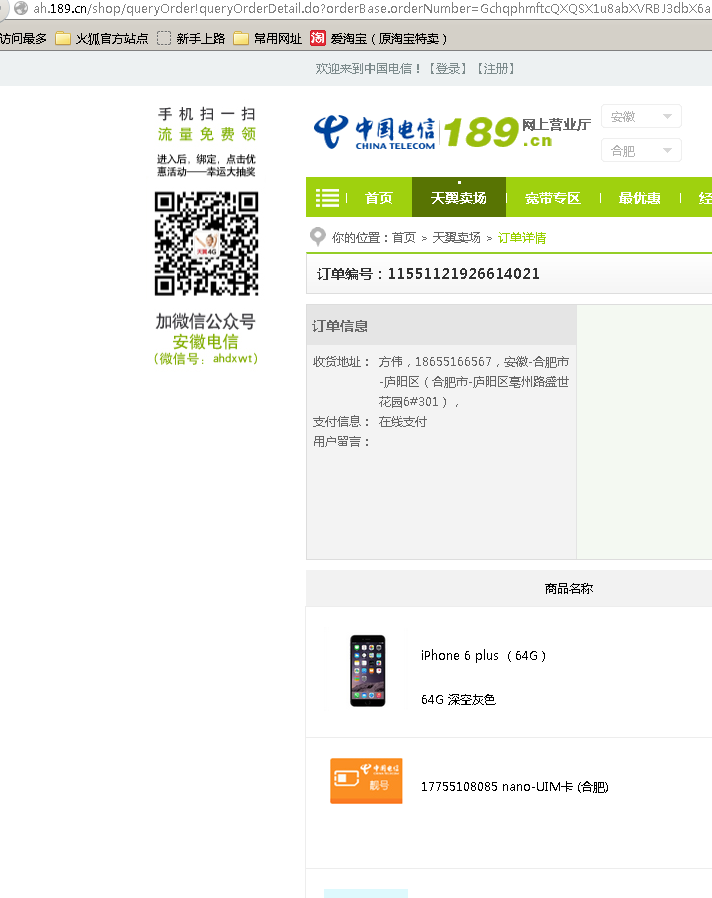 ah.189.cn/shop/queryOrder!queryOrderDetail.do?orderBase.orderNumber=GchqphmftcQXQSX1u8abXVRBJ3dbX6a
访问最多 火狐官方站点 新手上路 常用网址 淘 爱淘宝（原淘宝特卖）
欢迎来到中国电信！【登录】【注册】
手机扫一扫
流量免费领
进入后，绑定，点击优
惠活动——幸运大抽奖
天翼4G
加微信公众号
安徽电信
（微信号：ahdxwt）
中国电信
CHINA TELECOM
189
.cn
网上营业厅
安徽
合肥
首页 天翼卖场 宽带专区 最优惠
你的位置：首页 > 天翼卖场 > 订单详情
订单编号：11551121926614021
订单信息
收货地址： 方伟，18655166567，安徽-合肥市
-庐阳区（合肥市-庐阳区亳州路盛世
花园6#301），
支付信息： 在线支付
用户留言：
商品名称
iPhone 6 plus （64G）
64G 深空灰色
中国电信
靓号
17755108085 nano-UIM卡 (合肥)